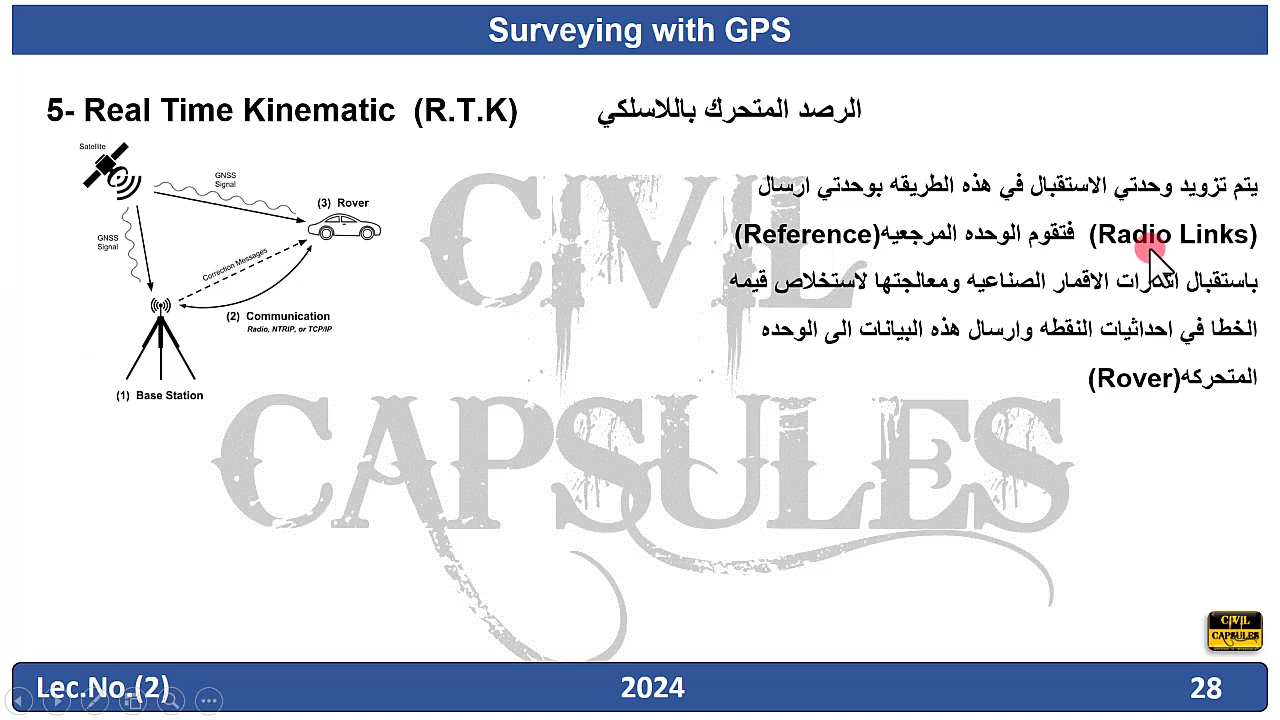 Surveying with GPS
5- Real Time Kinematic (R.T.K) الرصد المتحرك باللاسلكي
Satellite
GNSS
Signal
(3) Rover
GNSS
Signal
Correction Messages
(2) Communication
Radio, NTRIP, or TCP/IP
(1) Base Station
يتم تزويد وحدتي الاستقبال في هذه الطريقه بوحدتي ارسال
(Radio Links) فتقوم الوحده المرجعيه(Reference)
باستقبال الاقمار الصناعيه ومعالجتها لاستخلاص قيمه
الخطا في احداثيات النقطه وارسال هذه البيانات الى الوحده
المتحركه(Rover)
CIVIL
CAPSULES
CIVIL
CAPSULES
Lec.No.(2) 2024 28